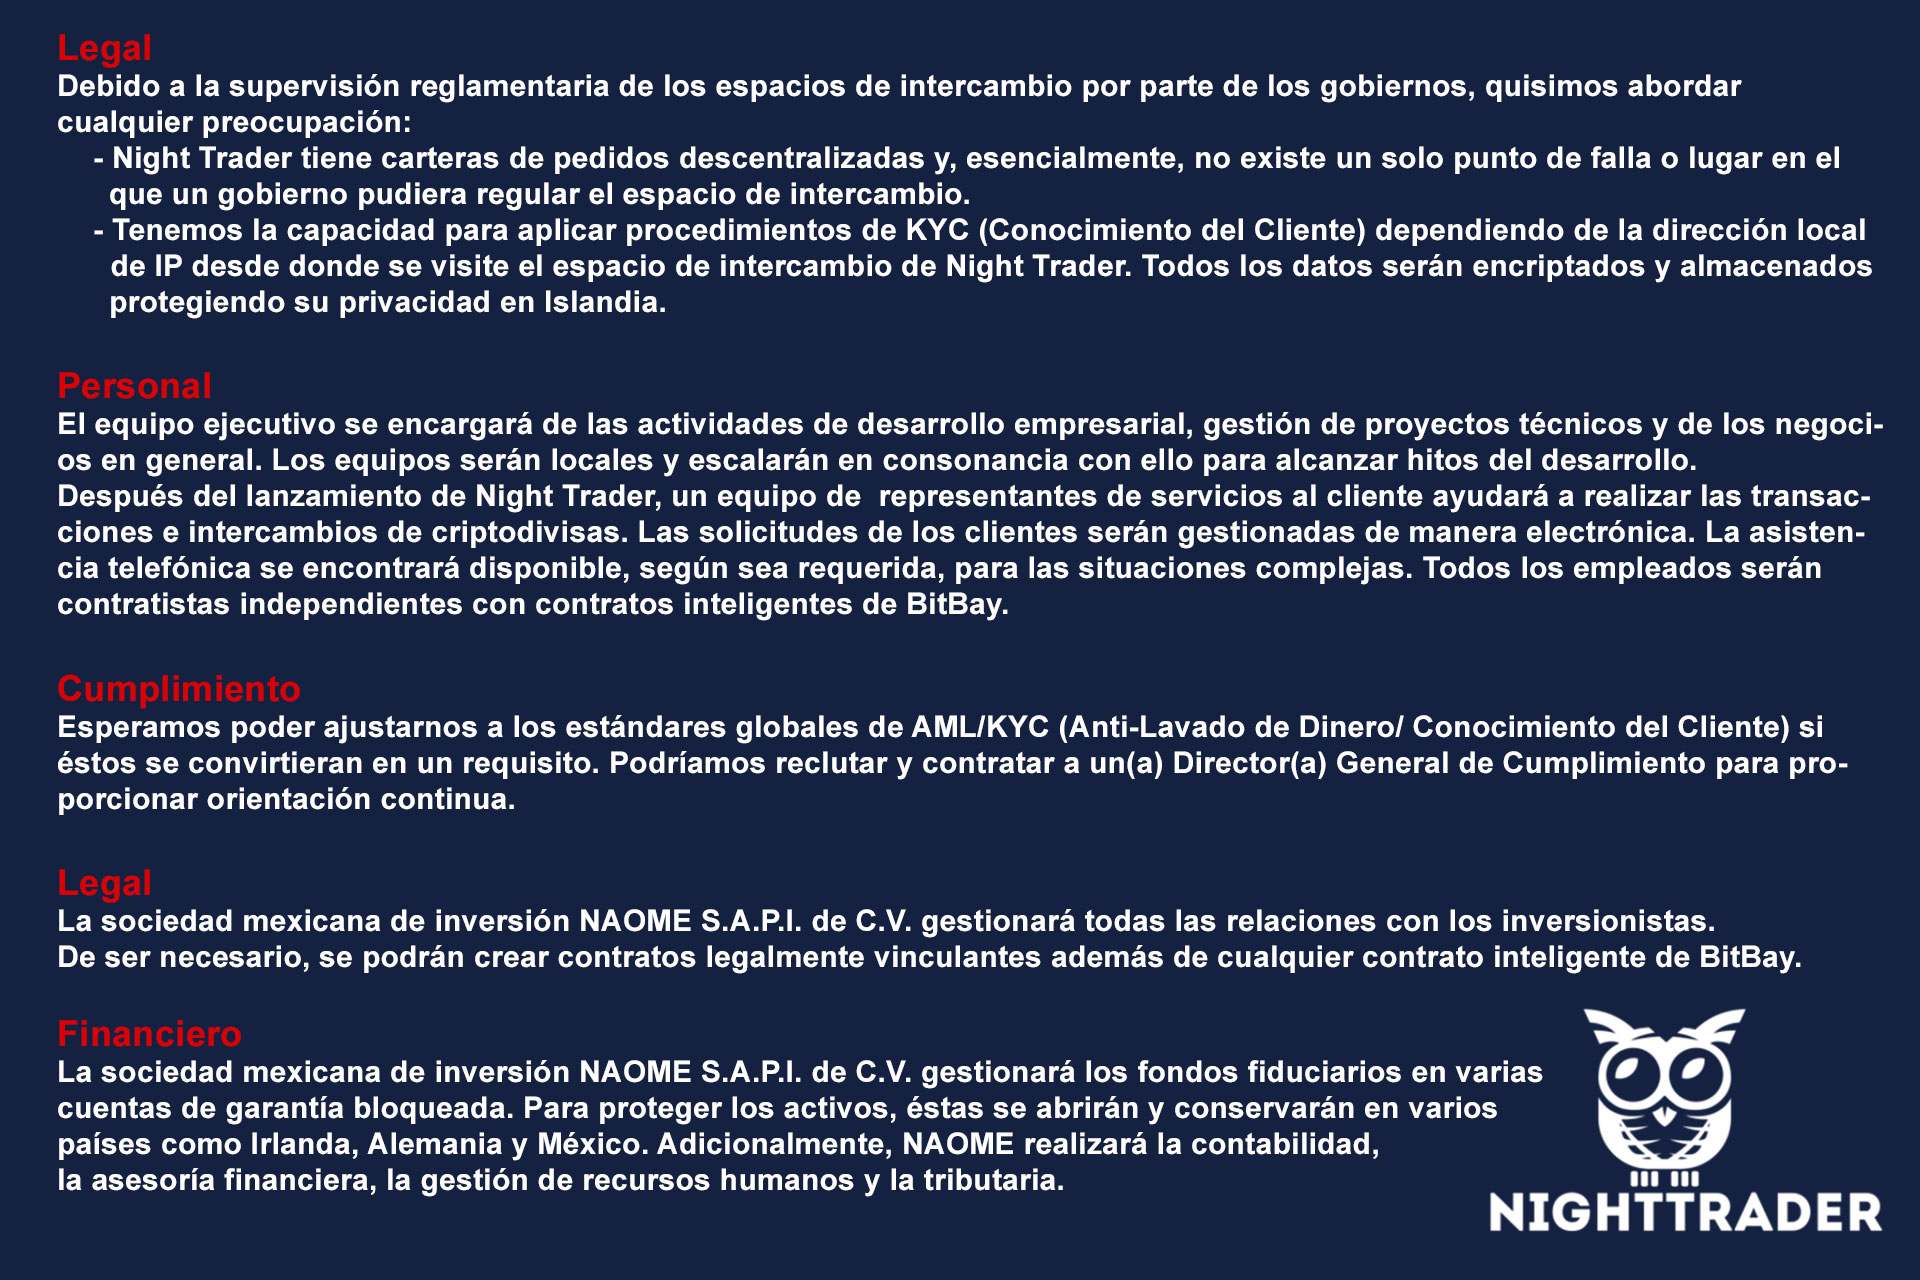 Legal
Debido a la supervisión reglamentaria de los espacios de intercambio por parte de los gobiernos, quisimos abordar
cualquier preocupación:
- Night Trader tiene carteras de pedidos descentralizadas y, esencialmente, no existe un solo punto de falla o lugar en el
que un gobierno pudiera regular el espacio de intercambio.
- Tenemos la capacidad para aplicar procedimientos de KYC (Conocimiento del Cliente) dependiendo de la dirección local
de IP desde donde se visite el espacio de intercambio de Night Trader. Todos los datos serán encriptados y almacenados
protegiendo su privacidad en Islandia.
Personal
El equipo ejecutivo se encargará de las actividades de desarrollo empresarial, gestión de proyectos técnicos y de los negoci-
os en general. Los equipos serán locales y escalarán en consonancia con ello para alcanzar hitos del desarrollo.
Después del lanzamiento de Night Trader, un equipo de  representantes de servicios al cliente ayudará a realizar las transac-
ciones e intercambios de criptodivisas. Las solicitudes de los clientes serán gestionadas de manera electrónica. La asisten-
cia telefónica se encontrará disponible, según sea requerida, para las situaciones complejas. Todos los empleados serán
contratistas independientes con contratos inteligentes de BitBay.
Cumplimiento
Esperamos poder ajustarnos a los estándares globales de AML/KYC (Anti-Lavado de Dinero/ Conocimiento del Cliente) si
éstos se convirtieran en un requisito. Podríamos reclutar y contratar a un(a) Director(a) General de Cumplimiento para pro-
porcionar orientación continua.
Legal
La sociedad mexicana de inversión NAOME S.A.P.I. de C.V. gestionará todas las relaciones con los inversionistas.
De ser necesario, se podrán crear contratos legalmente vinculantes además de cualquier contrato inteligente de BitBay.
Financiero
La sociedad mexicana de inversión NAOME S.A.P.I. de C.V. gestionará los fondos fiduciarios en varias
cuentas de garantía bloqueada. Para proteger los activos, éstas se abrirán y conservarán en varios
países como Irlanda, Alemania y México. Adicionalmente, NAOME realizará la contabilidad,
la asesoría financiera, la gestión de recursos humanos y la tributaria.
NIGHTTRADER